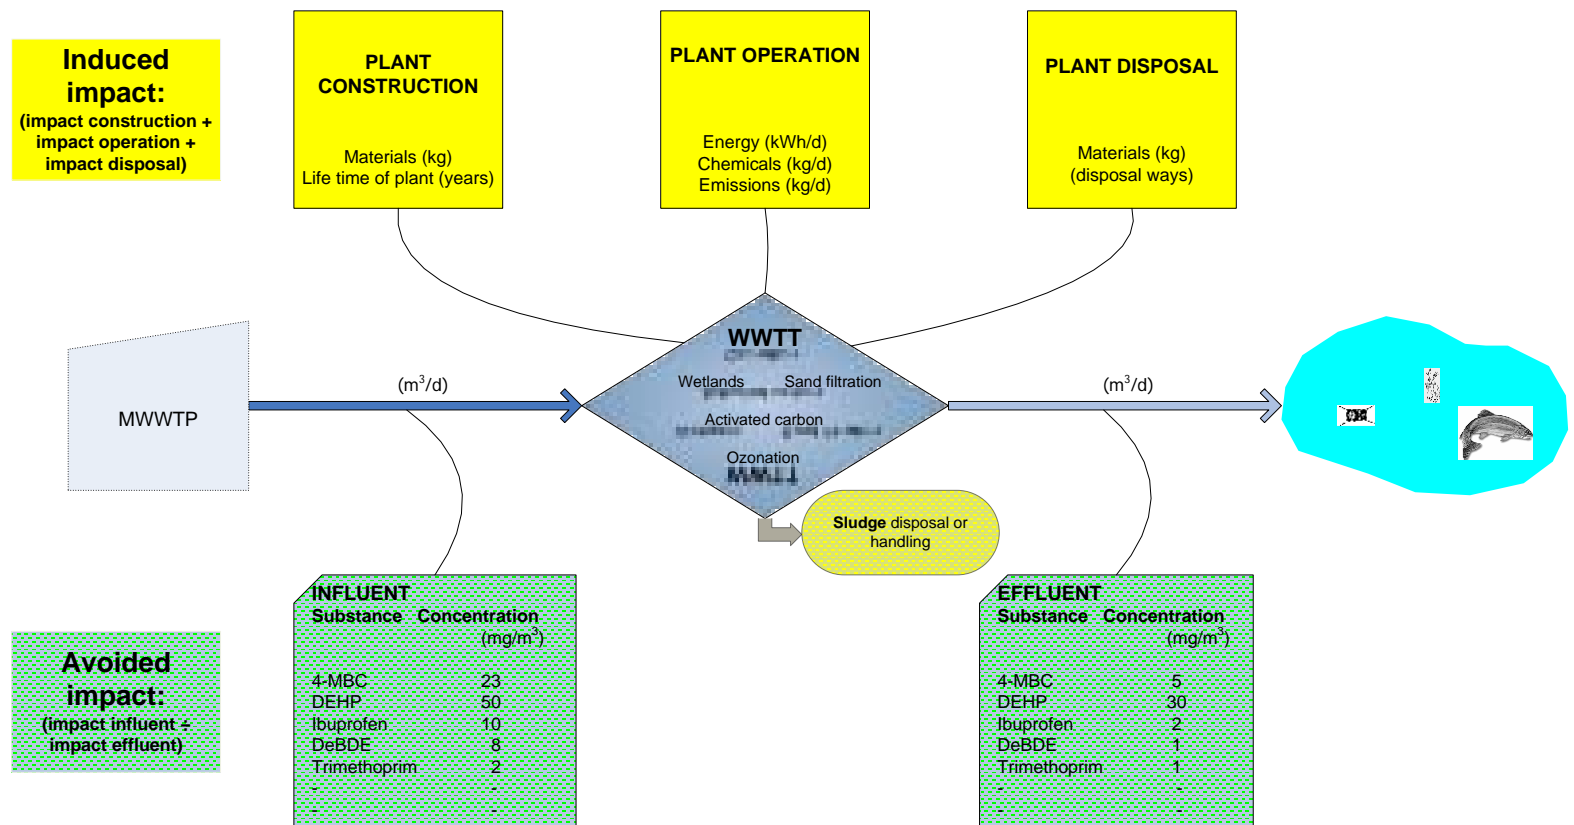 Induced
impact:
(impact construction +
impact operation +
impact disposal)
PLANT
CONSTRUCTION
Materials (kg)
Life time of plant (years)
PLANT OPERATION
Energy (kWh/d)
Chemicals (kg/d)
Emissions (kg/d)
PLANT DISPOSAL
Materials (kg)
(disposal ways)
MWWTP
(m³/d)
WWTT
Wetlands Sand filtration
Activated carbon
Ozonation
(m³/d)
Sludge disposal or
handling
Avoided
impact:
(impact influent ÷
impact effluent)
INFLUENT
Substance Concentration
(mg/m³)
4-MBC 23
DEHP 50
Ibuprofen 10
DeBDE 8
Trimethoprim 2
- -
- -
EFFLUENT
Substance Concentration
(mg/m³)
4-MBC 5
DEHP 30
Ibuprofen 2
DeBDE 1
Trimethoprim 1
- -
- -